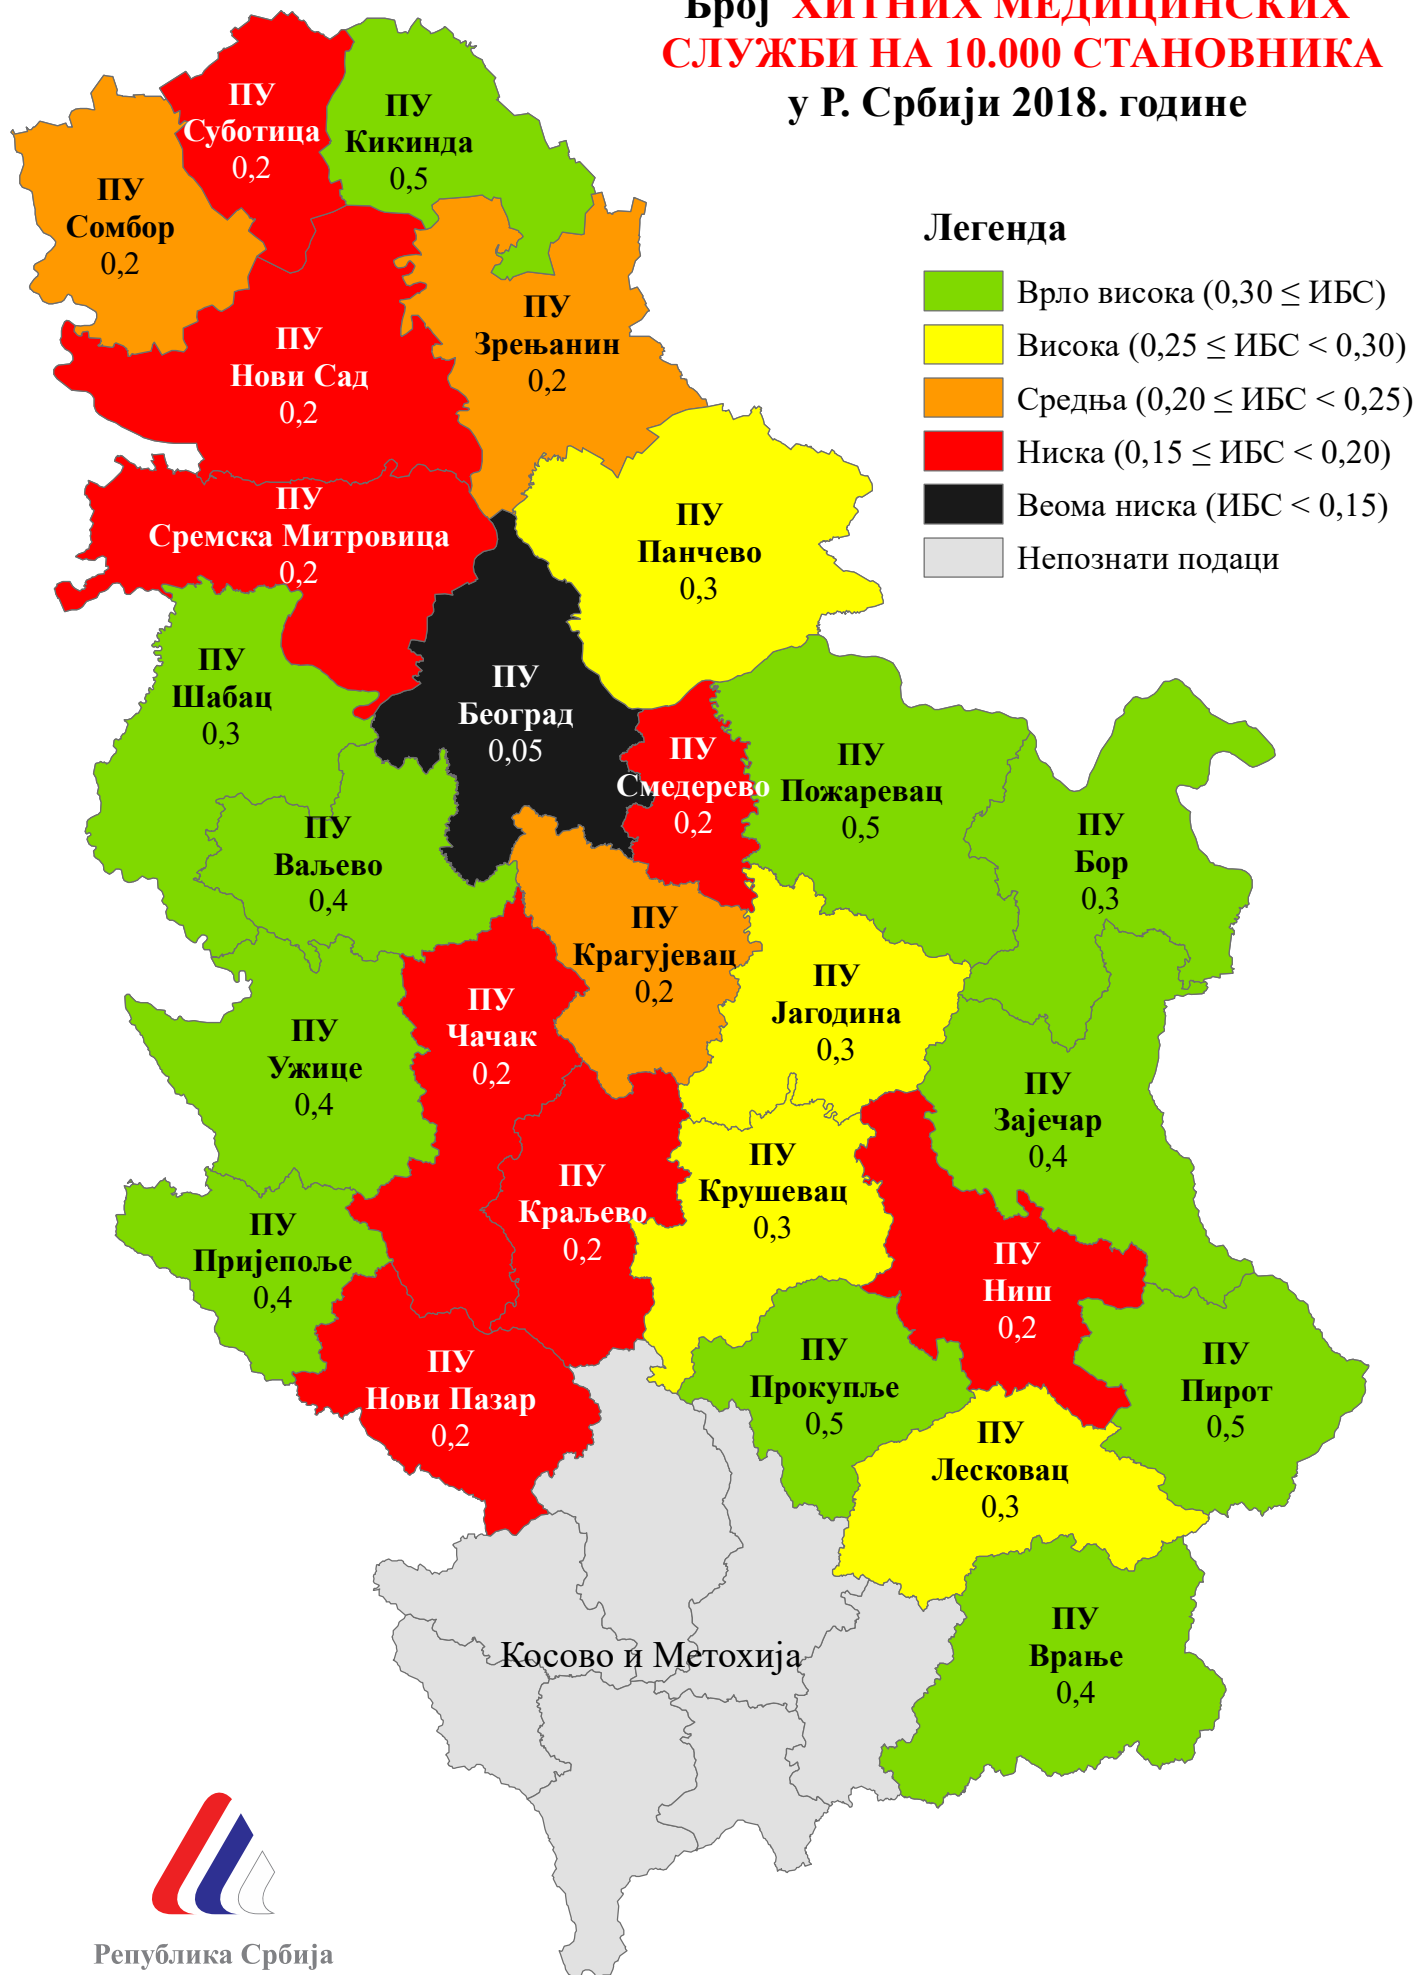 Број ХИТНИХ МЕДИЦИНСКИХ
СЛУЖБИ НА 10.000 СТАНОВНИКА
у Р. Србији 2018. године
Легенда
Врло висока (0,30 ≤ ИБС)
Висока (0,25 ≤ ИБС < 0,30)
Средња (0,20 ≤ ИБС < 0,25)
Ниска (0,15 ≤ ИБС < 0,20)
Веома ниска (ИБС < 0,15)
Непознати подаци
ПУ
Суботица
0,2
ПУ
Кикинда
0,5
ПУ
Сомбор
0,2
ПУ
Зрењанин
0,2
ПУ
Нови Сад
0,2
ПУ
Сремска Митровица
0,2
ПУ
Панчево
0,3
ПУ
Шабац
0,3
ПУ
Београд
0,05
ПУ
Смедерево
0,2
ПУ
Пожаревац
0,5
ПУ
Бор
0,3
ПУ
Ваљево
0,4
ПУ
Крагујевац
0,2
ПУ
Јагодина
0,3
ПУ
Чачак
0,2
ПУ
Ужице
0,4
ПУ
Зајечар
0,4
ПУ
Крушевац
0,3
ПУ
Краљево
0,2
ПУ
Пријепоље
0,4
ПУ
Ниш
0,2
ПУ
Прокупље
0,5
ПУ
Пирот
0,5
ПУ
Нови Пазар
0,2
ПУ
Лесковац
0,3
ПУ
Врање
0,4
Косово и Метохија
Република Србија